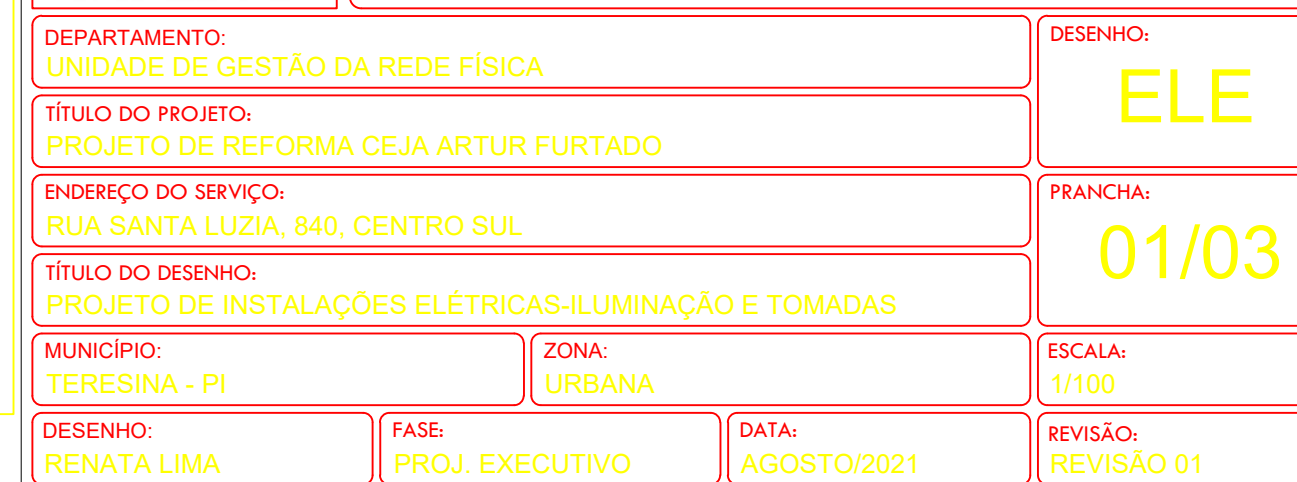 DEPARTAMENTO:
UNIDADE DE GESTÃO DA REDE FÍSICA
DESENHO:
ELE
TÍTULO DO PROJETO:
PROJETO DE REFORMA CEJA ARTUR FURTADO
ENDEREÇO DO SERVIÇO:
RUA SANTA LUZIA, 840, CENTRO SUL
PRANCHA:
01/03
TÍTULO DO DESENHO:
PROJETO DE INSTALAÇÕES ELÉTRICAS-ILUMINAÇÃO E TOMADAS
MUNICÍPIO:
TERESINA - PI
ZONA:
URBANA
ESCALA:
1/100
DESENHO:
RENATA LIMA
FASE:
PROJ. EXECUTIVO
DATA:
AGOSTO/2021
REVISÃO:
REVISÃO 01